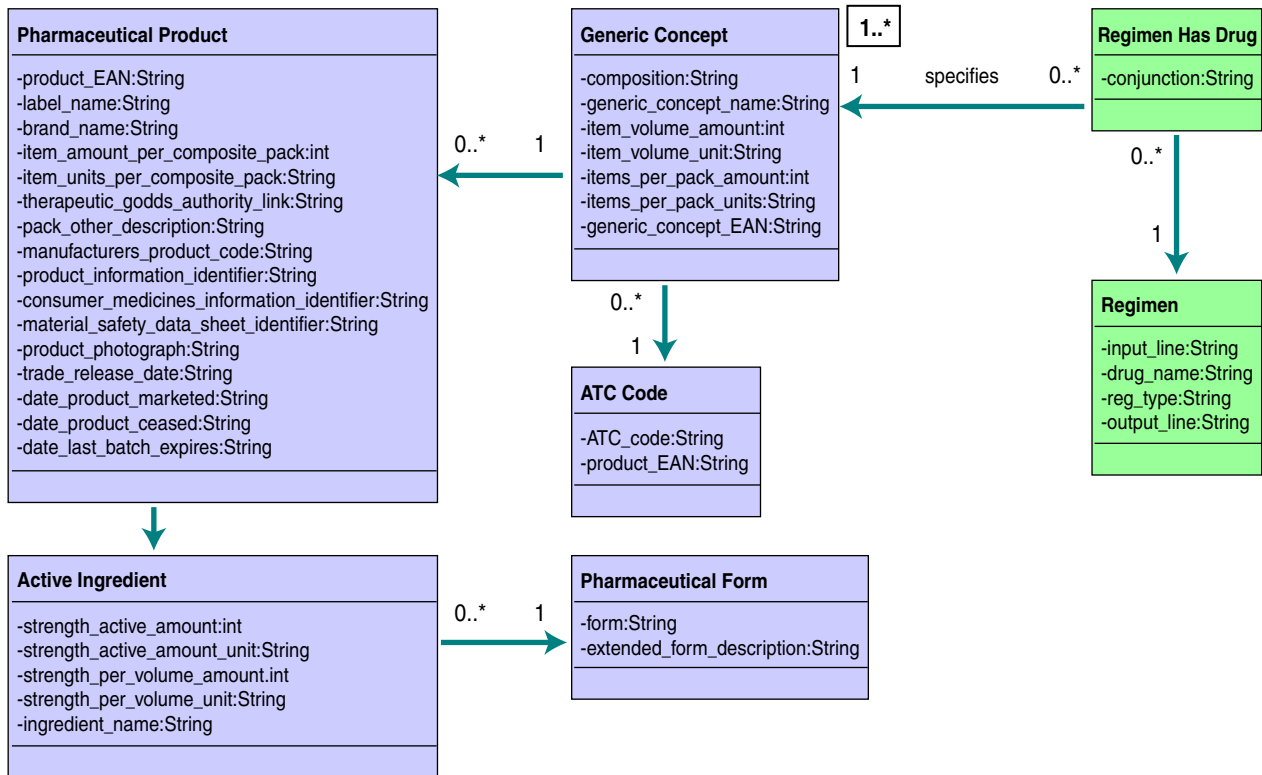 Pharmaceutical Product
-product_EAN:String
-label_name:String
-brand_name:String
-item_amount_per_composite_pack:int
-item_units_per_composite_pack:String
-therapeutic_godds_authority_link:String
-pack_other_description:String
-manufacturers_product_code:String
-product_information_identifier:String
-consumer_medicines_information_identifier:String
-material_safety_data_sheet_identifier:String
-product_photograph:String
-trade_release_date:String
-date_product_marketed:String
-date_product_ceased:String
-date_last_batch_expires:String
0..* 1
Generic Concept
-composition:String
-generic_concept_name:String
-item_volume_amount:int
-item_volume_unit:String
-items_per_pack_amount:int
-items_per_pack_units:String
-generic_concept_EAN:String
1..*
1 specifies 0..*
Regimen Has Drug
-conjunction:String
0..*
1
Regimen
-input_line:String
-drug_name:String
-reg_type:String
-output_line:String
0..*
1
ATC Code
-ATC_code:String
-product_EAN:String
Active Ingredient
-strength_active_amount:int
-strength_active_amount_unit:String
-strength_per_volume_amount.int
-strength_per_volume_unit:String
-ingredient_name:String
0..* 1
Pharmaceutical Form
-form:String
-extended_form_description:String